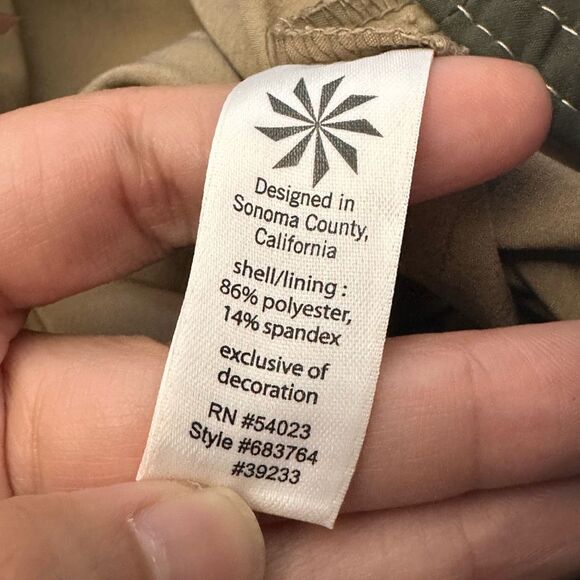 Designed in
Sonoma County,
California
shell/lining :
86% polyester,
14% spandex
exclusive of
decoration
RN #54023
Style #683764
#39233